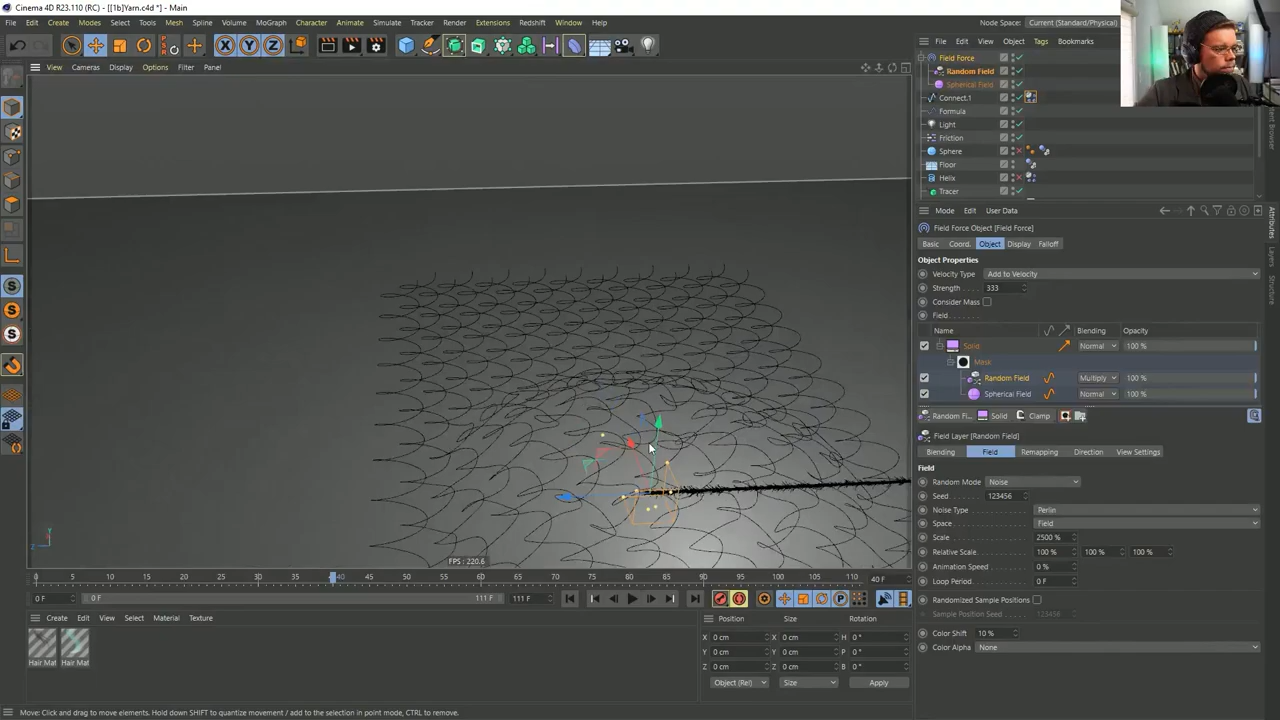 Cinema 4D R23.110 (RC) - [[1b]Yarn.c4d *] - Main
File Edit Create Modes Select Tools Mesh Spline Volume MoGraph Character Animate Simulate Tracker Render Extensions Redshift Window Help
Node Space: Current (Standard/Physical)
View Cameras Display Options Filter Panel
File Edit View Object Tags Bookmarks
Field Force
Random Field
Spherical Field
Connect.1
Formula
Light
Friction
Sphere
Floor
Helix
Tracer
Mode Edit User Data
Field Force Object [Field Force]
Basic Coord. Object Display Falloff
Object Properties
Velocity Type Add to Velocity
Strength 333
Consider Mass
Field
Name Blending Opacity
Solid Normal 100 %
Mask
Random Field Multiply 100 %
Spherical Field Normal 100 %
Random Fi... Solid Clamp
Field Layer [Random Field]
Blending Field Remapping Direction View Settings
Field
Random Mode Noise
Seed 123456
Noise Type Perlin
Space Field
Scale 2500 %
Relative Scale 100 % 100 % 100 %
Animation Speed 0 %
Loop Period 0 F
Randomized Sample Positions
Sample Position Seed 123456
Color Shift 10 %
Color Alpha None
Attributes
Layers
Structure
FPS : 220.6
0 5 10 15 20 25 30 35 40 45 50 55 60 65 70 75 80 85 90 95 100 105 110 40 F
0 F 0 F 111 F 111 F
Create Edit View Select Material Texture
Hair Mat Hair Mat
Position Size Rotation
X 0 cm X 0 cm H 0 °
Y 0 cm Y 0 cm P 0 °
Z 0 cm Z 0 cm B 0 °
Object (Rel) Size Apply
Move: Click and drag to move elements. Hold down SHIFT to quantize movement / add to the selection in point mode, CTRL to remove.